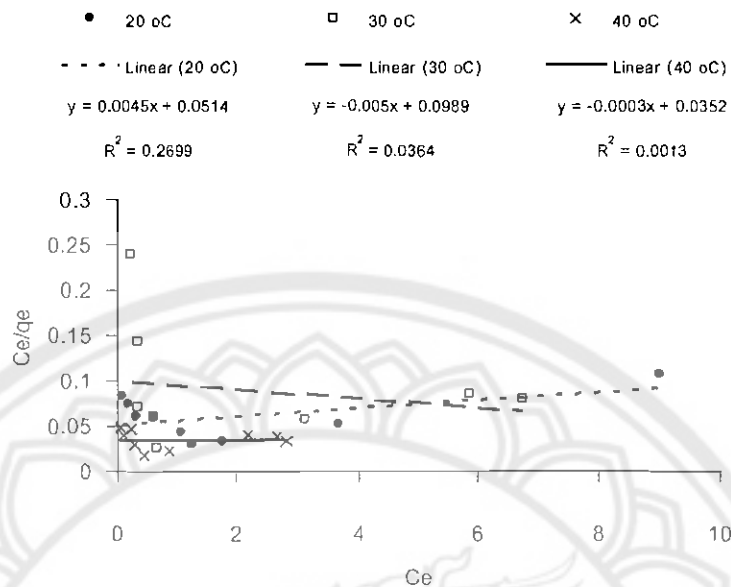 20 oC 30 oC 40 oC
Linear (20 oC) Linear (30 oC) Linear (40 oC)
y = 0.0045x + 0.0514 y = -0.005x + 0.0989 y = -0.0003x + 0.0352
R² = 0.2699 R² = 0.0364 R² = 0.0013
0.3
0.25
0.2
0.15
0.1
0.05
0
Ce/qe
0 2 4 6 8 10
Ce